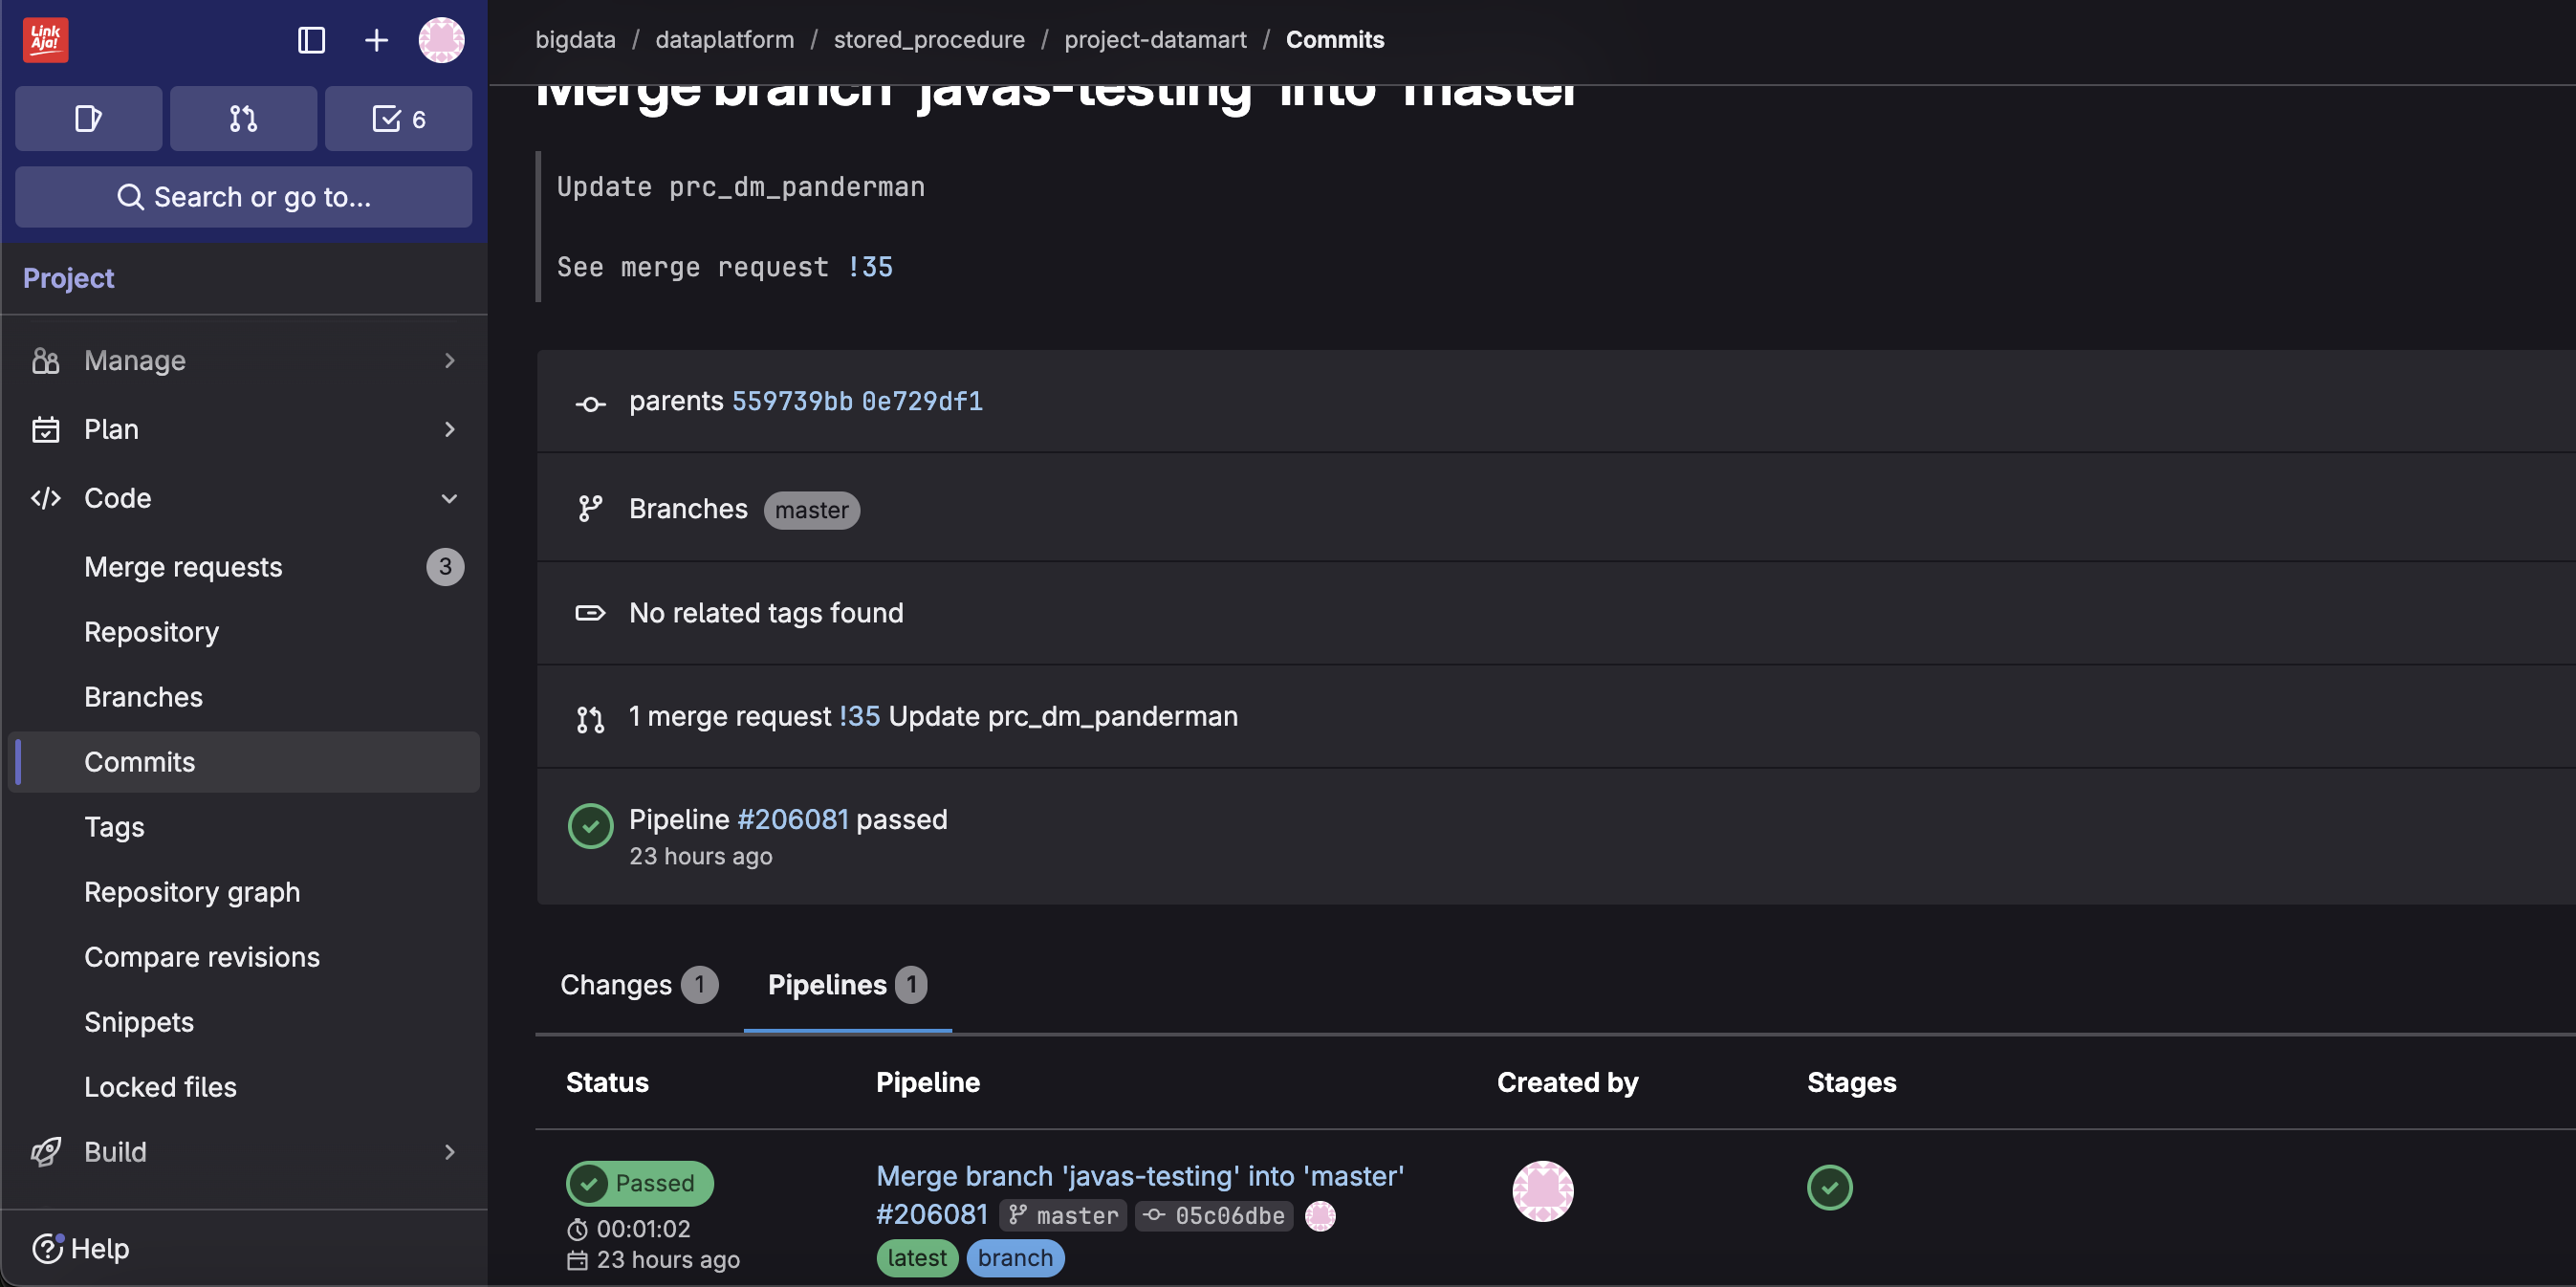 Link
Aja!
6
Search or go to...
Project
Manage
Plan
Code
Merge requests 3
Repository
Branches
Commits
Tags
Repository graph
Compare revisions
Snippets
Locked files
Build
Help
bigdata / dataplatform / stored_procedure / project-datamart / Commits
Merge branch 'javas-testing' into 'master'
Update prc_dm_panderman
See merge request !35
parents 559739bb 0e729df1
Branches master
No related tags found
1 merge request !35 Update prc_dm_panderman
Pipeline #206081 passed
23 hours ago
Changes 1 Pipelines 1
Status Pipeline Created by Stages
Passed
00:01:02
23 hours ago
Merge branch 'javas-testing' into 'master'
#206081 master 05c06dbe
latest branch